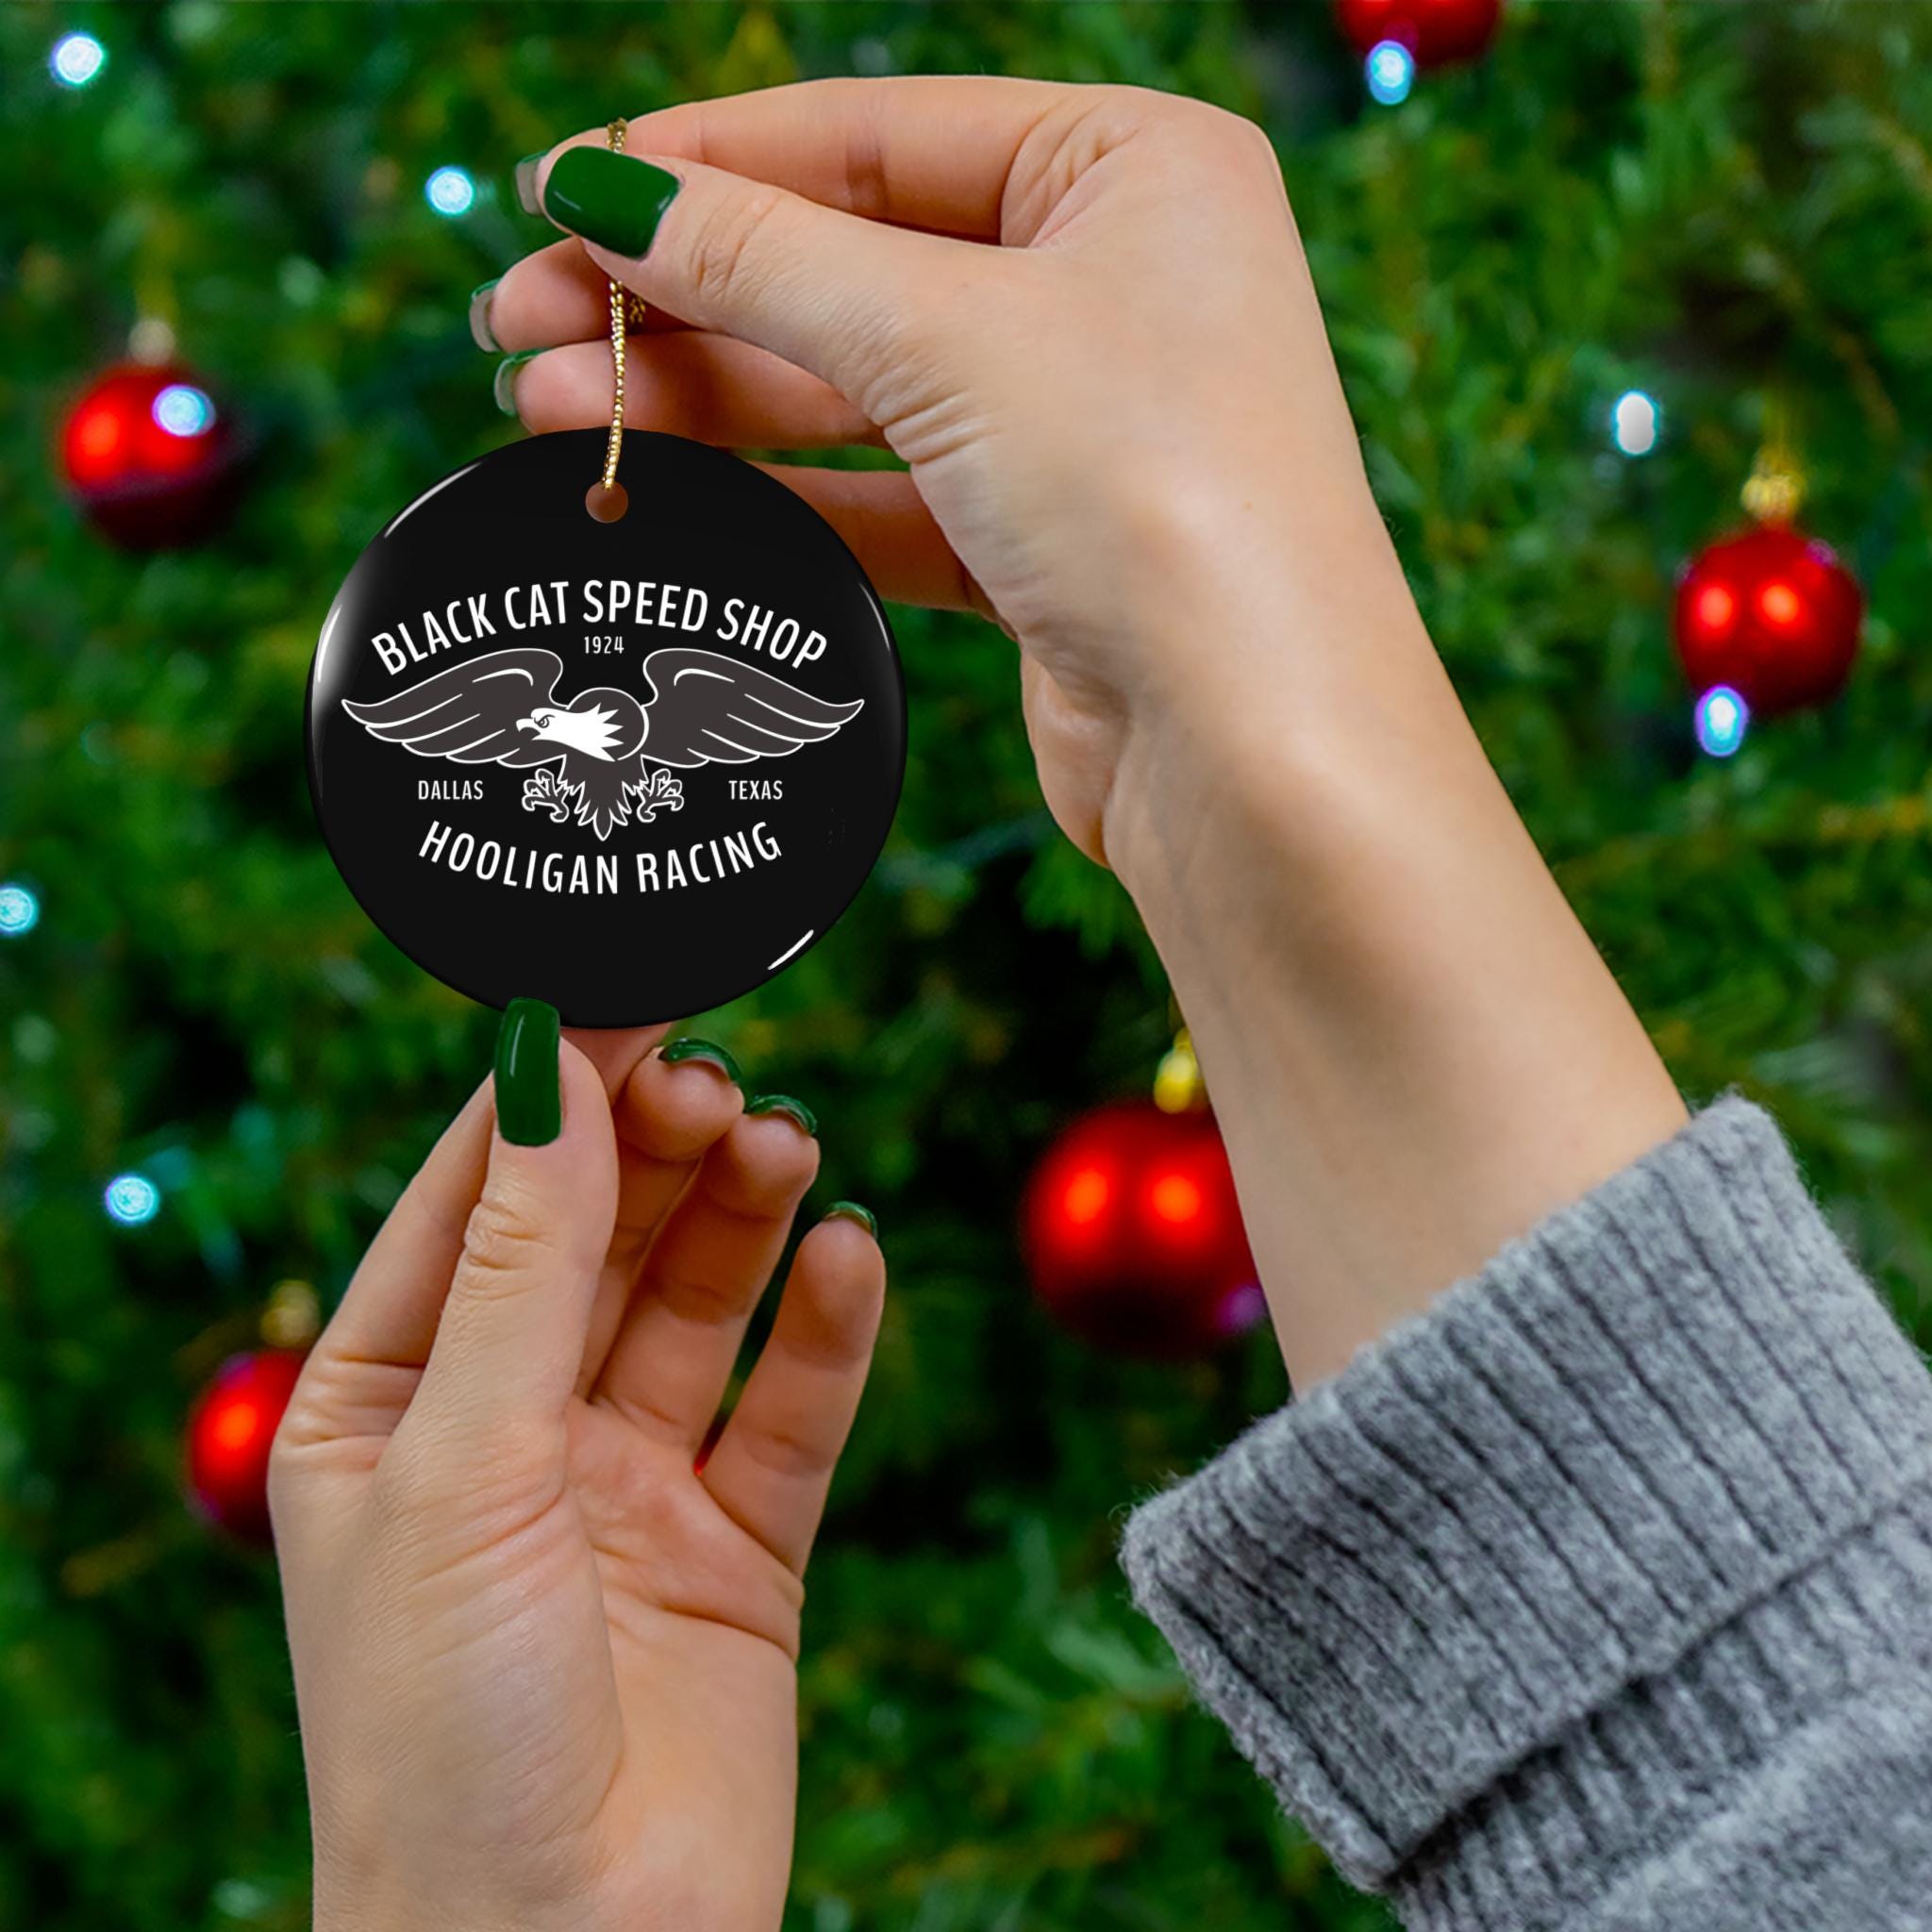 BLACK CAT SPEED SHOP
1924
DALLAS TEXAS
HOOLIGAN RACING